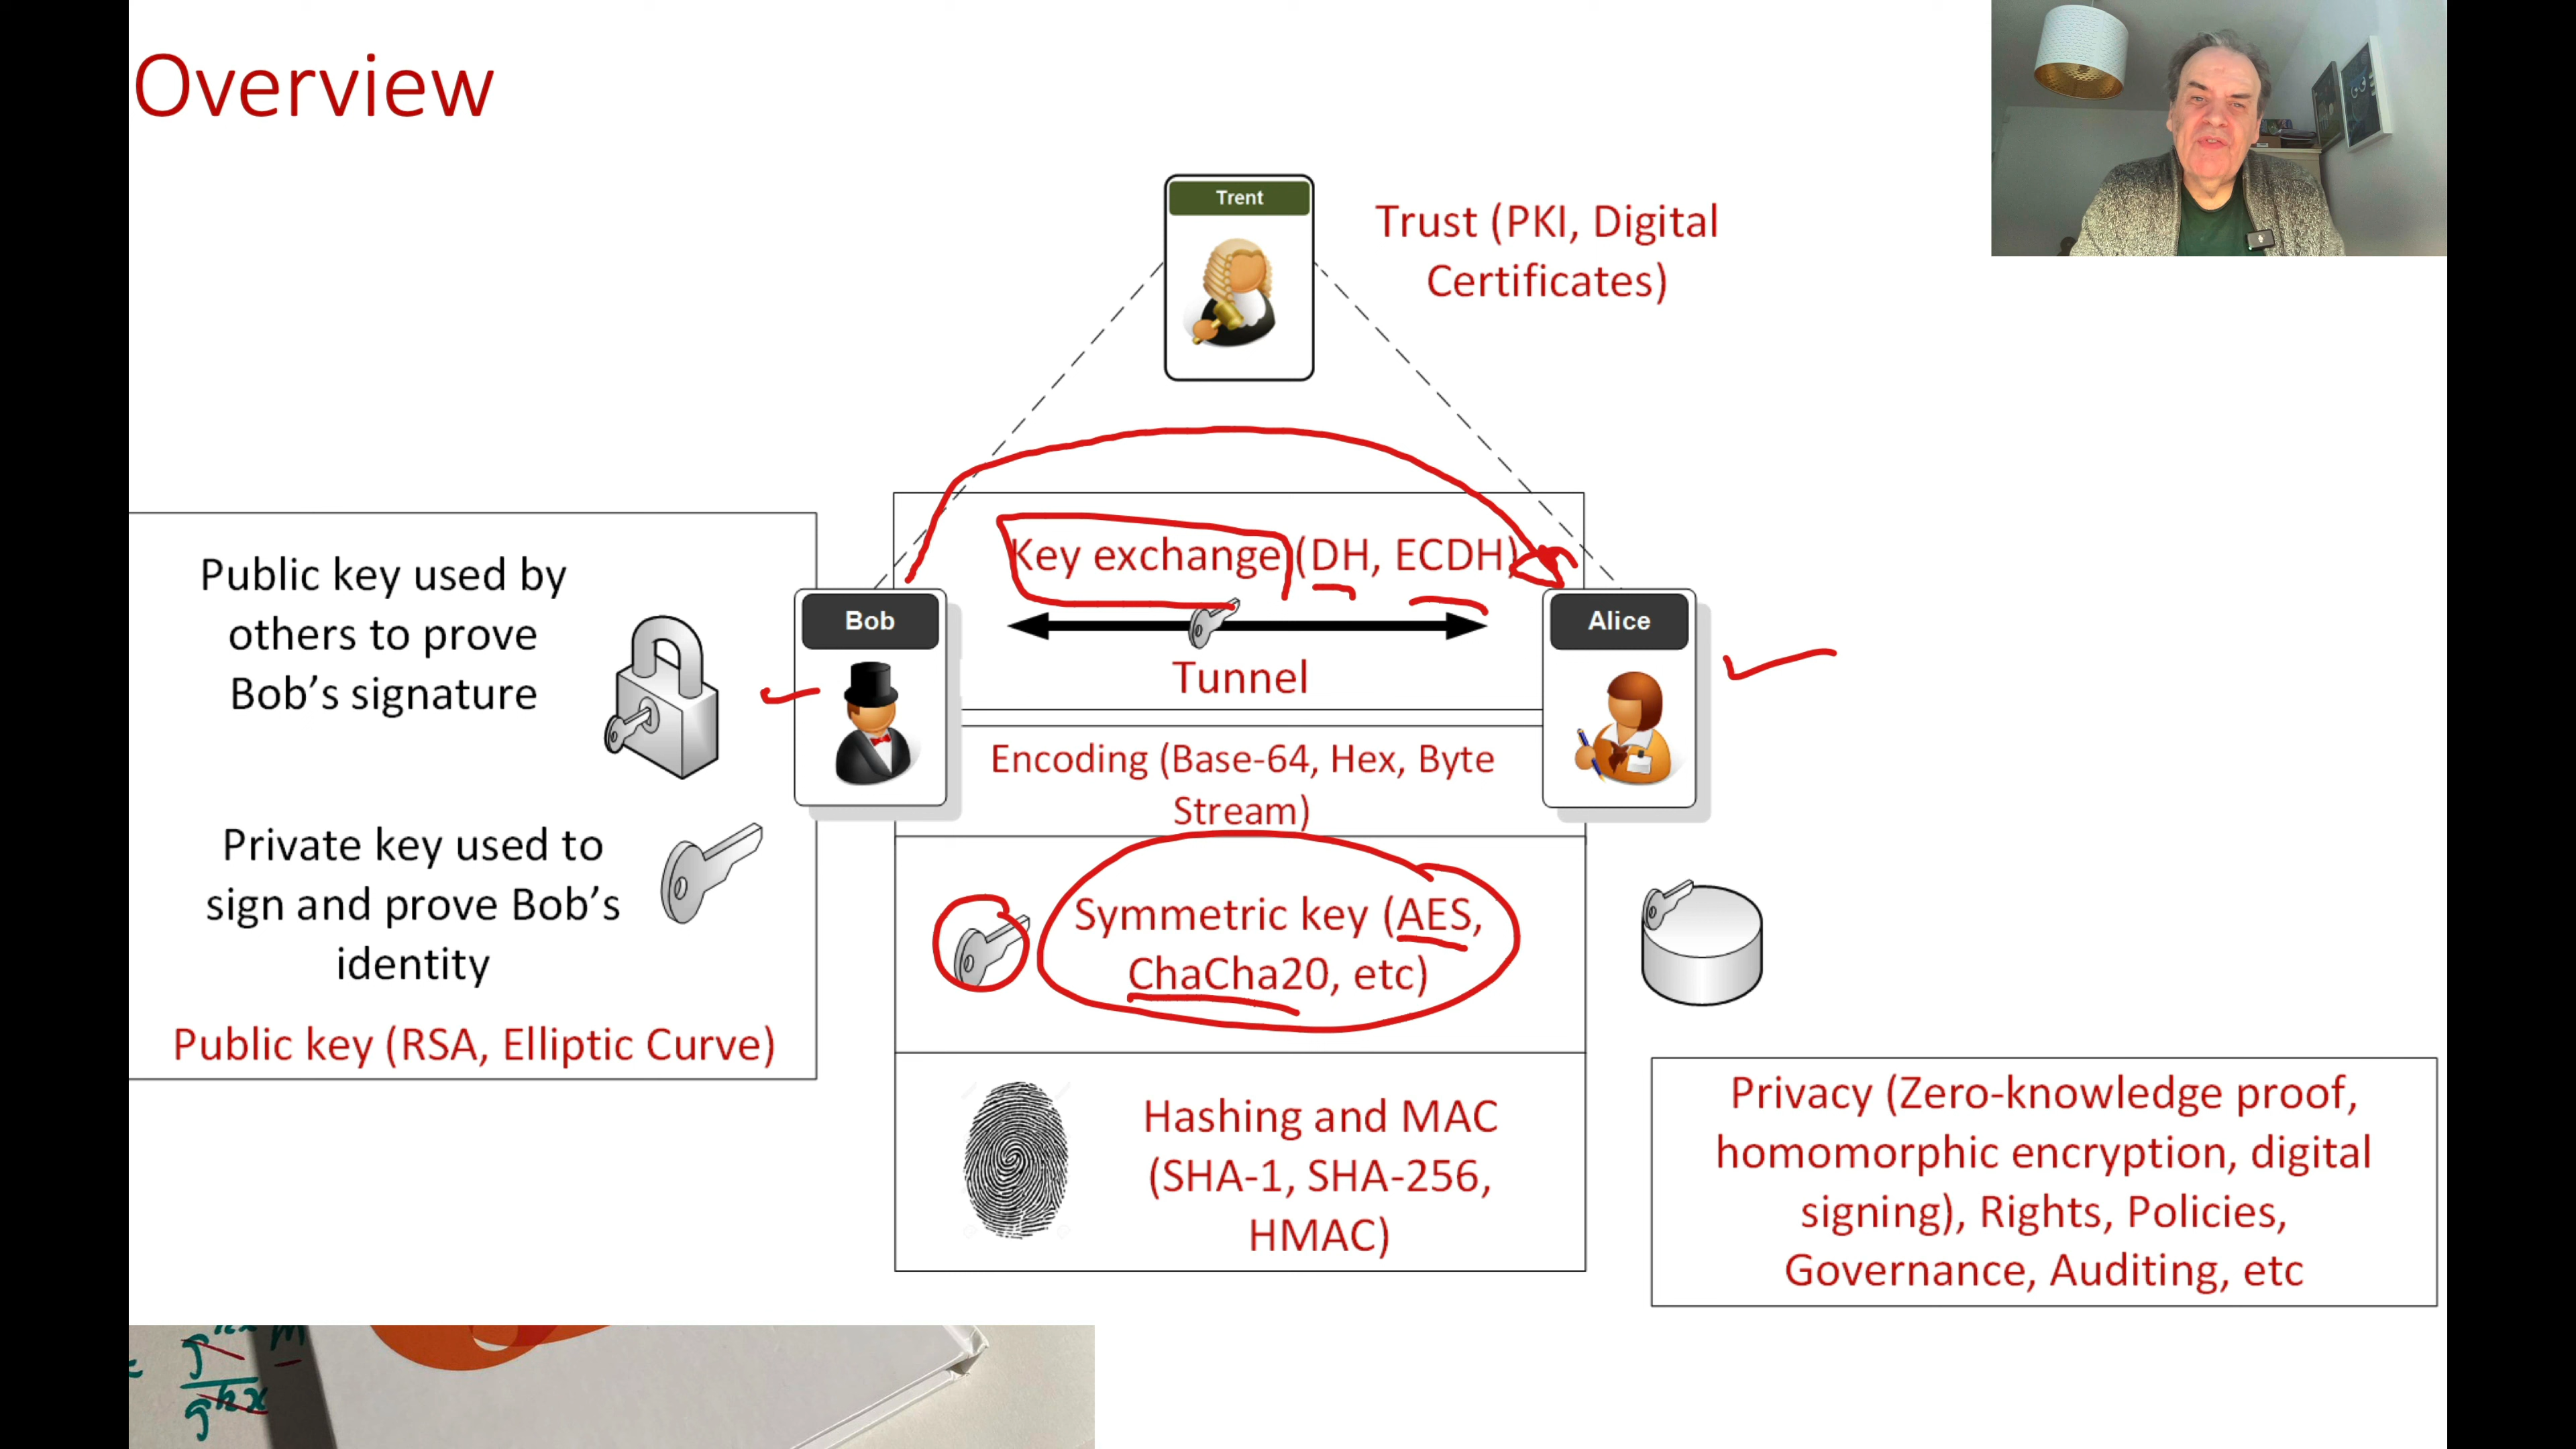 Overview
Trent
Trust (PKI, Digital
Certificates)
Key exchange (DH, ECDH)
Bob
Alice
Tunnel
Public key used by
others to prove
Bob's signature
Private key used to
sign and prove Bob's
identity
Public key (RSA, Elliptic Curve)
Encoding (Base-64, Hex, Byte
Stream)
Symmetric key (AES,
ChaCha20, etc)
Hashing and MAC
(SHA-1, SHA-256,
HMAC)
Privacy (Zero-knowledge proof,
homomorphic encryption, digital
signing), Rights, Policies,
Governance, Auditing, etc